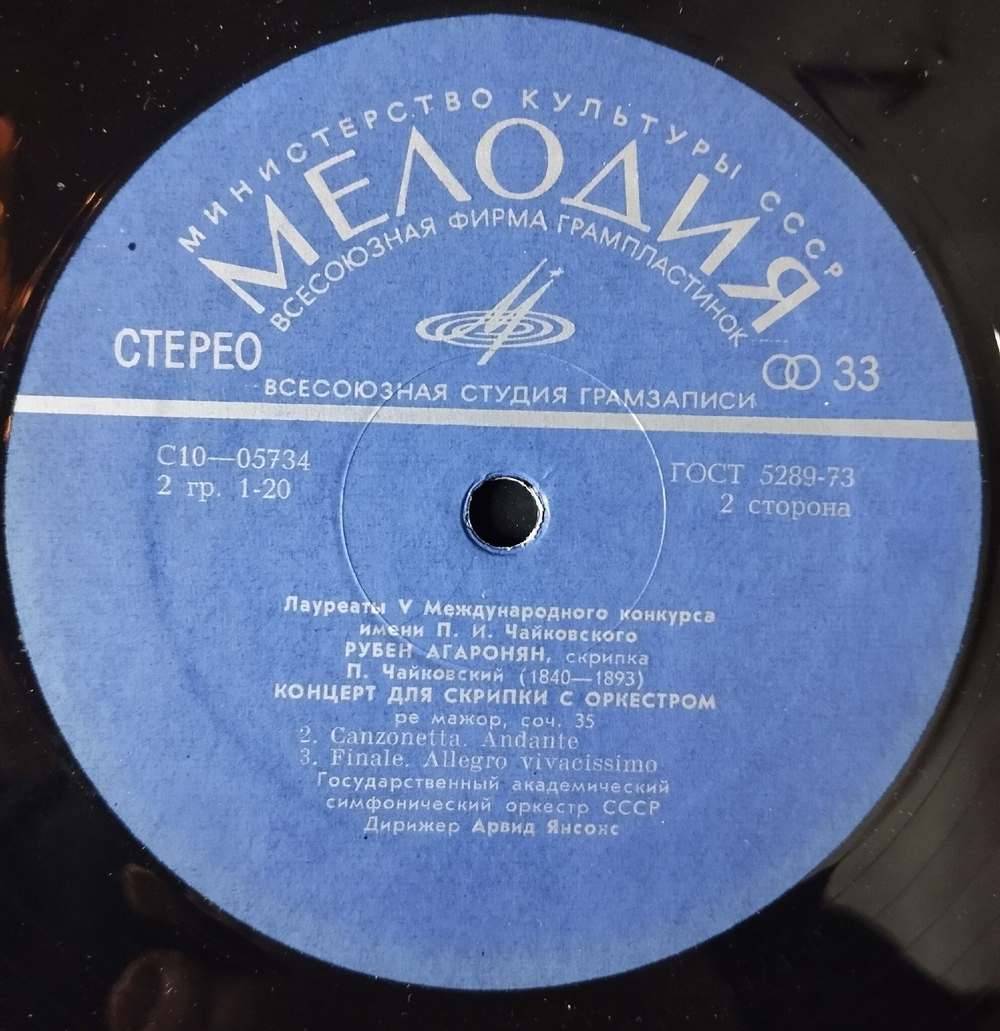 МИНИСТЕРСТВО КУЛЬТУРЫ СССР
МЕЛОДИЯ
ВСЕСОЮЗНАЯ ФИРМА ГРАМПЛАСТИНОК
СТЕРЕО
33
ВСЕСОЮЗНАЯ СТУДИЯ ГРАМЗАПИСИ
С10—05734
ГОСТ 5289-73
2 гр. 1-20
2 сторона
Лауреаты V Международного конкурса
имени П. И. Чайковского
РУБЕН АГАРОНЯН, скрипка
П. Чайковский (1840—1893)
КОНЦЕРТ ДЛЯ СКРИПКИ С ОРКЕСТРОМ
ре мажор, соч. 35
2. Canzonetta. Andante
3. Finale. Allegro vivacissimo
Государственный академический
симфонический оркестр СССР
Дирижер Арвид Янсонс